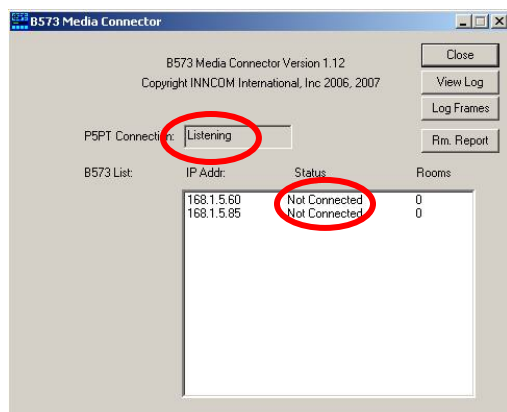 B573 Media Connector
B573 Media Connector Version 1.12
Copyright INNCOM International, Inc 2006, 2007
Close
View Log
Log Frames
Rm. Report
P5PT Connection: Listening
B573 List: IP Addr: Status Rooms
168.1.5.60 Not Connected 0
168.1.5.85 Not Connected 0